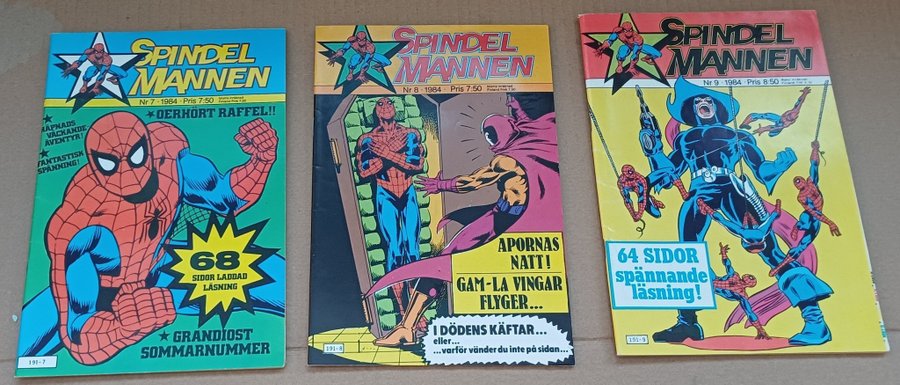 SPINDEL
MANNEN
Nr 7 · 1984 · Pris 7:50
OERHÖRT RAFFEL!!
HÄPNADS
VÄCKANDE
ÄVENTYR!
FANTASTISK
SPÄNNING!
68
SIDOR LADDAD
LÄSNING
GRANDIOST
SOMMARNUMMER
191-7
SPINDEL
MANNEN
Nr 8 · 1984 · Pris 7:50
APORNAS
NATT!
GAM-LA VINGAR
FLYGER...
I DÖDENS KÄFTAR...
eller...
...varför vänder du inte på sidan...
191-8
SPINDEL
MANNEN
Nr 9 · 1984 · Pris 8:50
64 SIDOR
spännande
läsning!
191-9